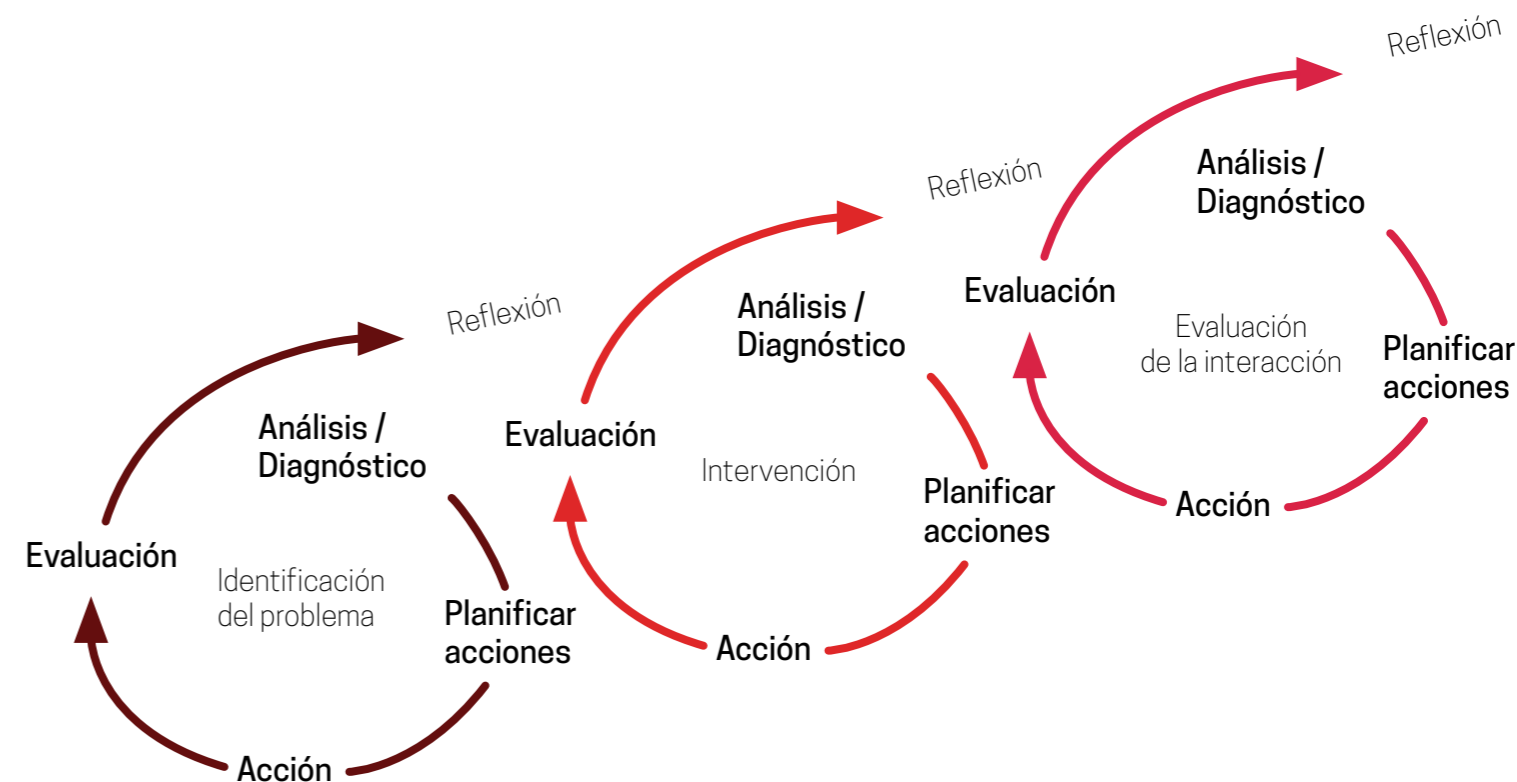 Reflexión
Análisis /
Diagnóstico
Evaluación
Identificación
del problema
Planificar
acciones
Acción
Reflexión
Análisis /
Diagnóstico
Evaluación
Intervención
Planificar
acciones
Acción
Reflexión
Análisis /
Diagnóstico
Evaluación
Evaluación
de la interacción
Planificar
acciones
Acción